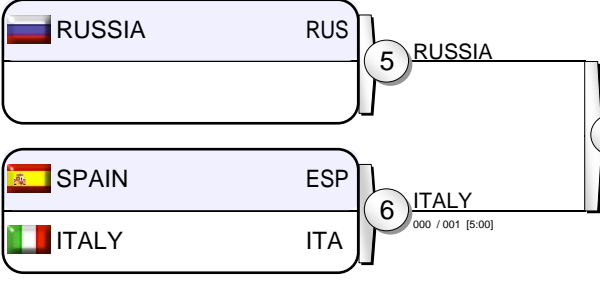 RUSSIA RUS
5 RUSSIA
SPAIN ESP
6 ITALY
000 / 001 [5:00]
ITALY ITA